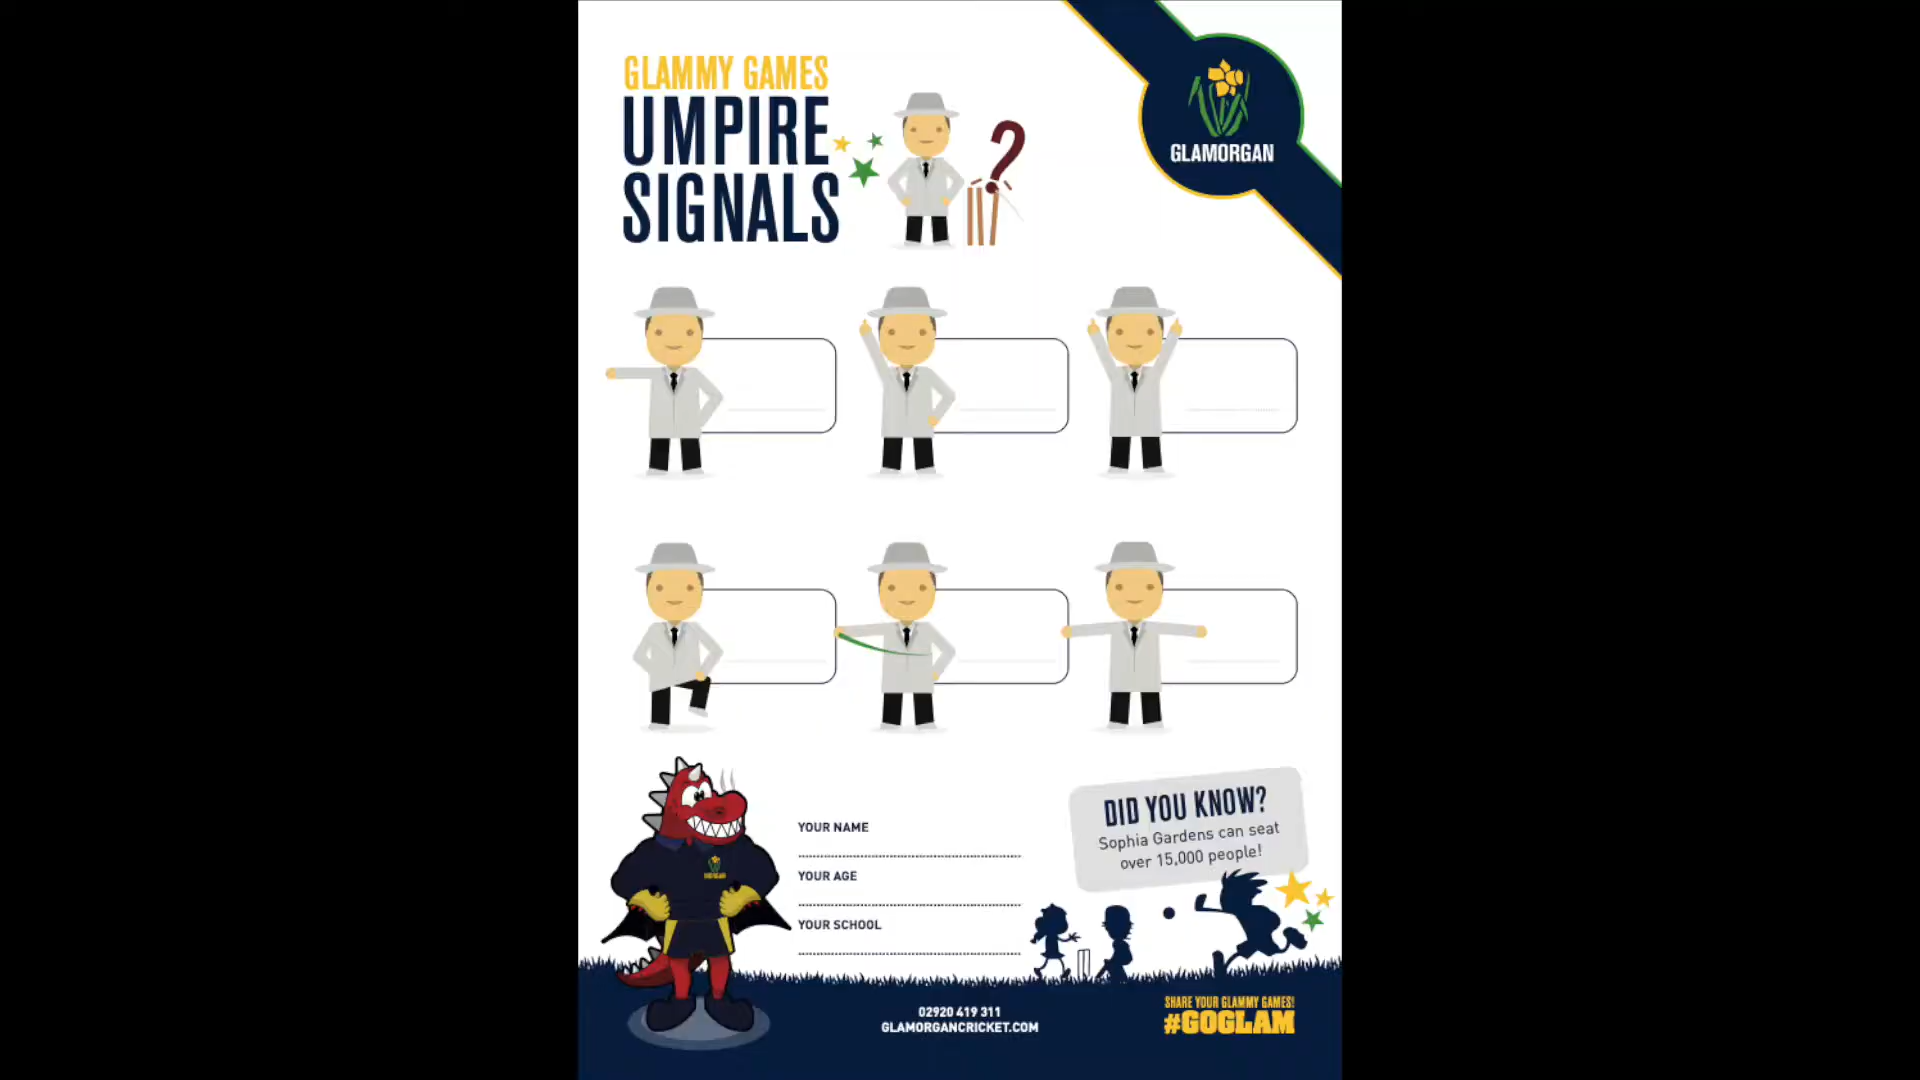 GLAMMY GAMES
UMPIRE
SIGNALS
?
GLAMORGAN
DID YOU KNOW?
Sophia Gardens can seat
over 15,000 people!
YOUR NAME
YOUR AGE
YOUR SCHOOL
02920 419 311
GLAMORGANCRICKET.COM
SHARE YOUR GLAMMY GAMES!
#GOGLAM